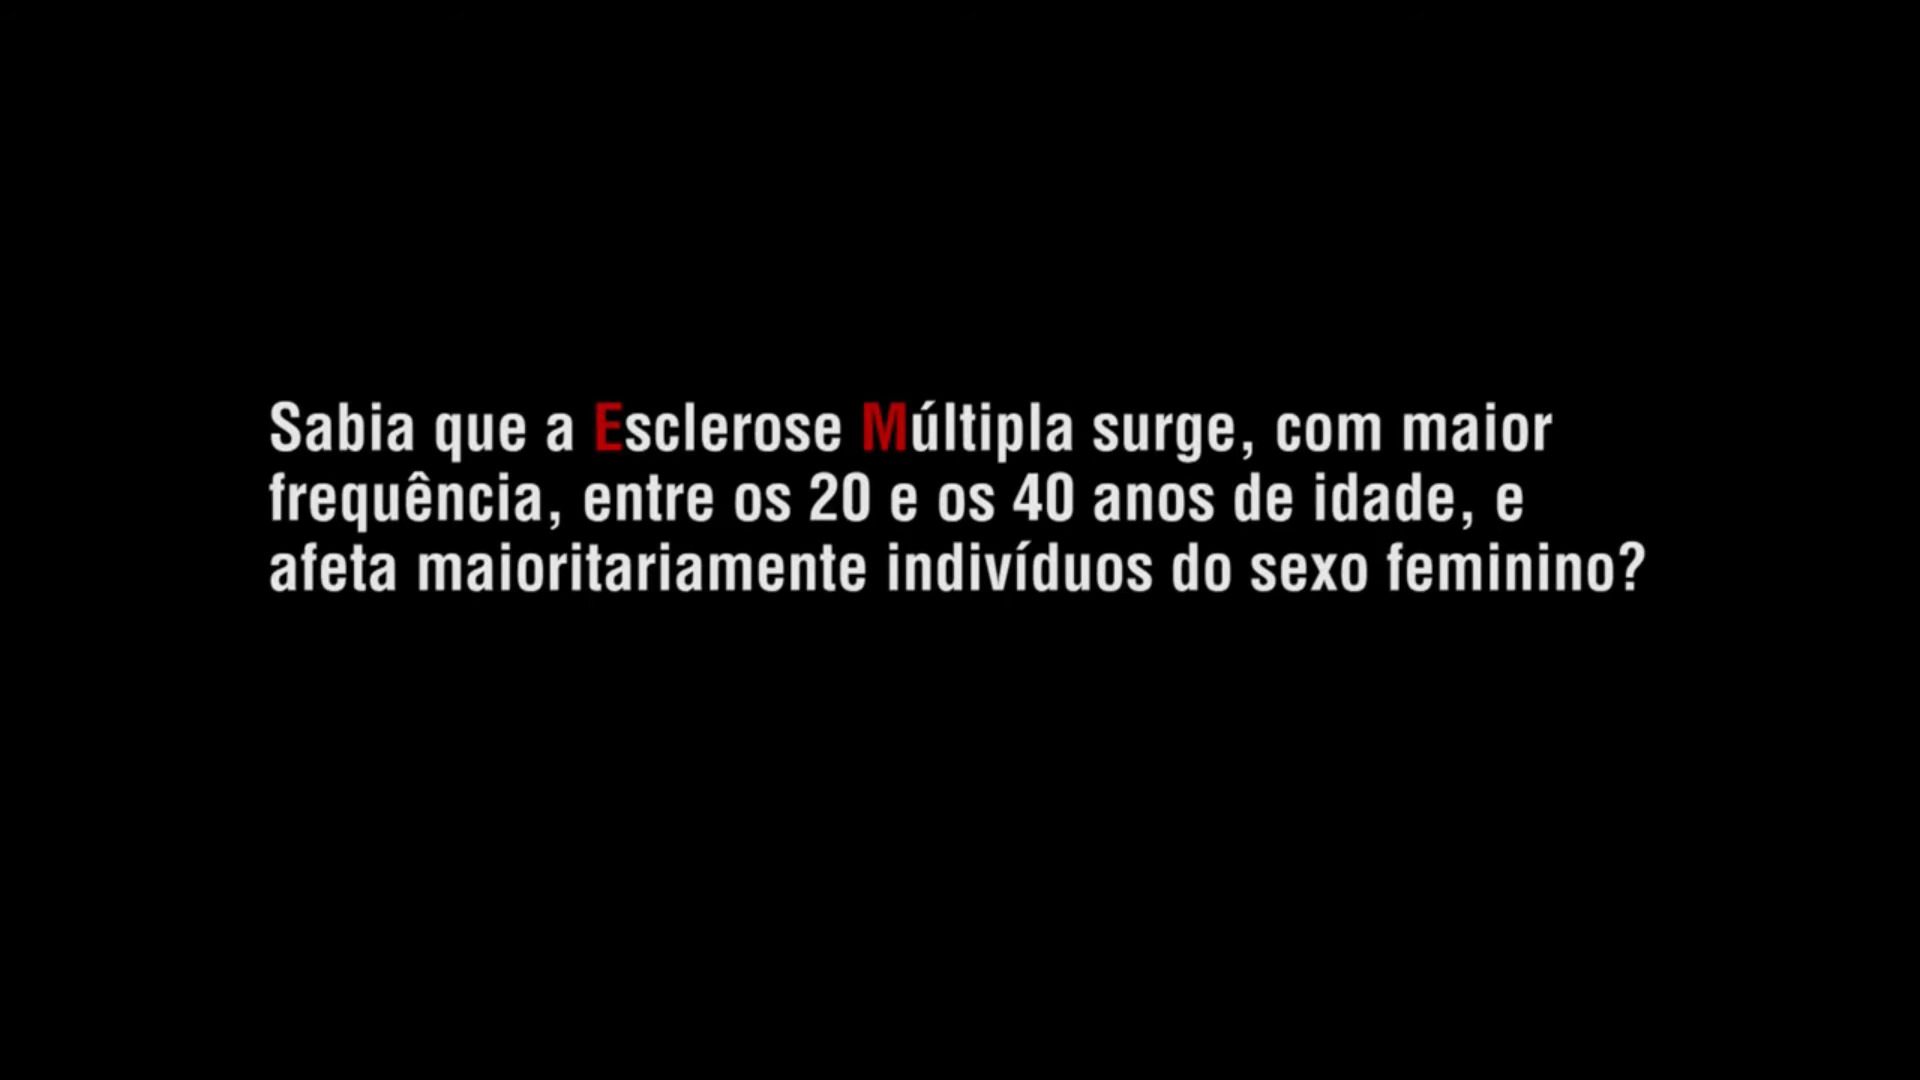 Sabia que a Esclerose Múltipla surge, com maior
frequência, entre os 20 e os 40 anos de idade, e
afeta maioritariamente indivíduos do sexo feminino?